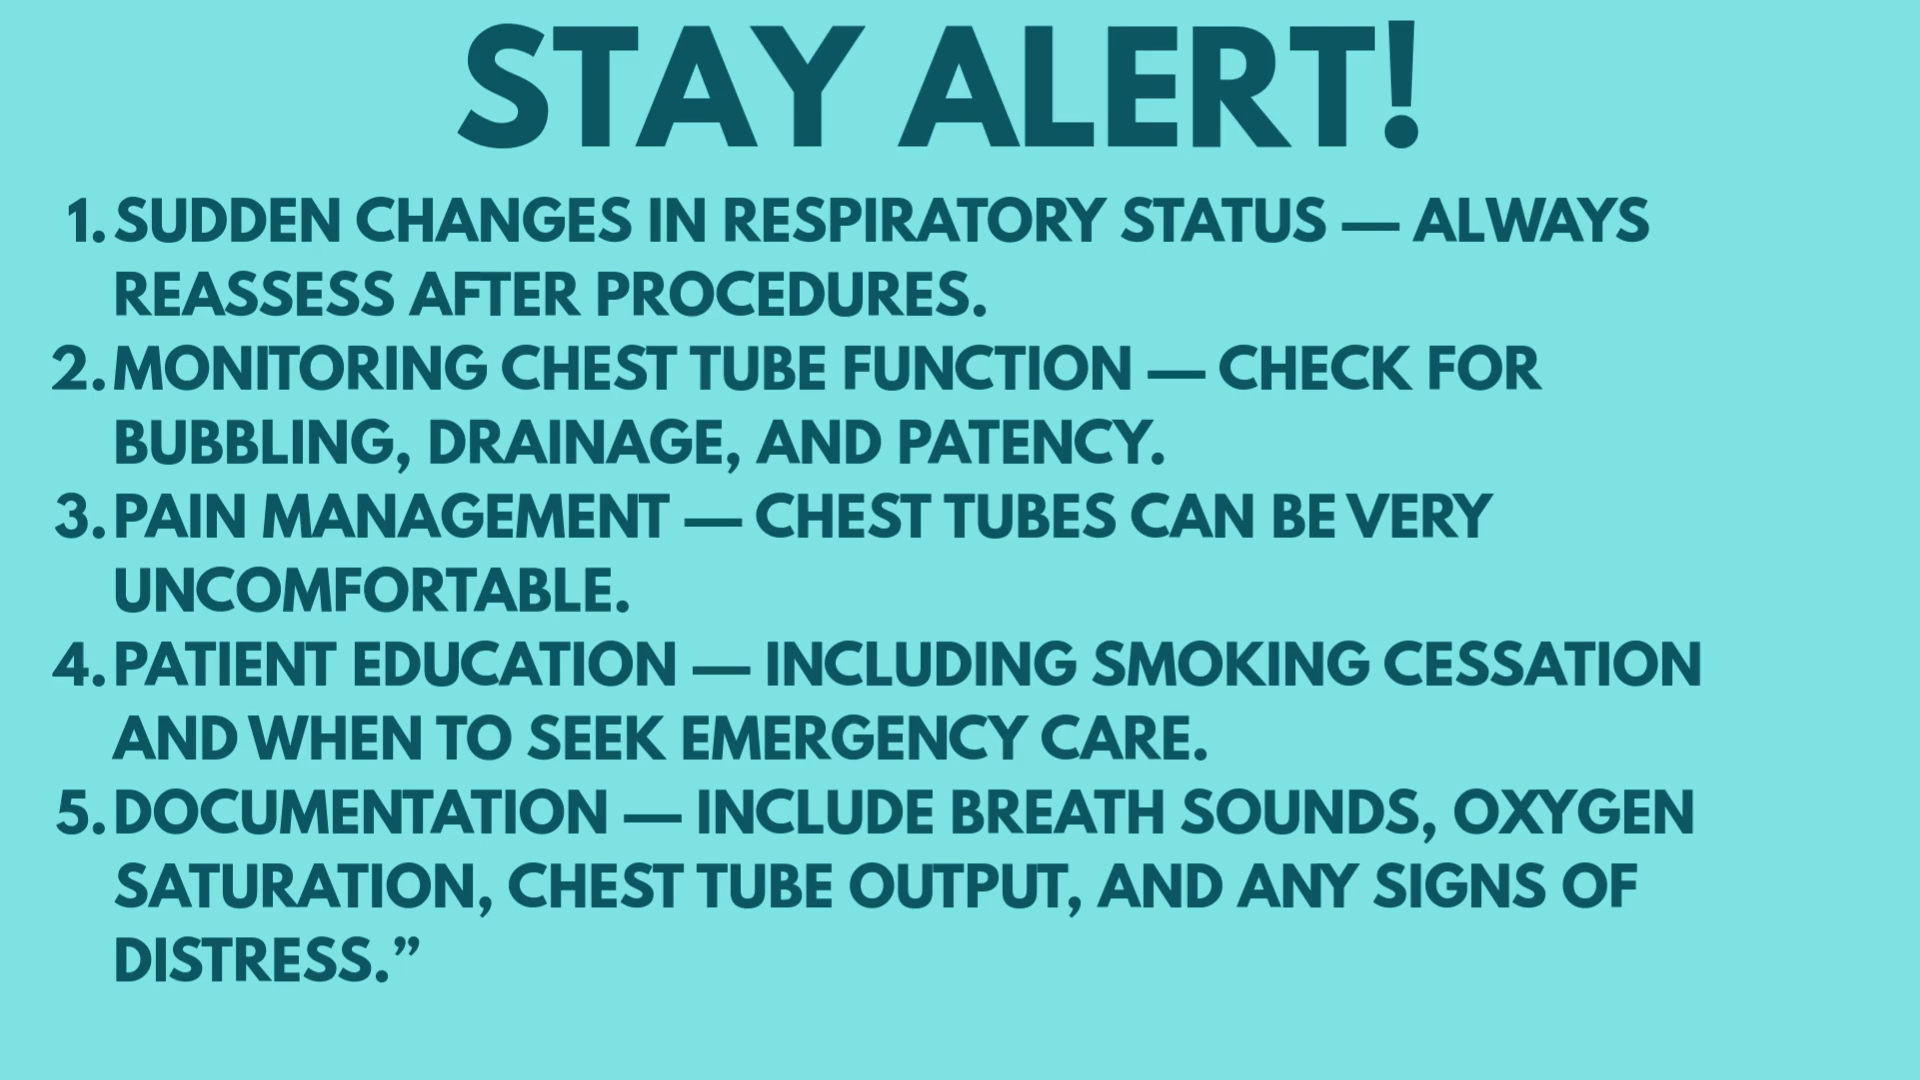 STAY ALERT!
1. SUDDEN CHANGES IN RESPIRATORY STATUS — ALWAYS
REASSESS AFTER PROCEDURES.
2. MONITORING CHEST TUBE FUNCTION — CHECK FOR
BUBBLING, DRAINAGE, AND PATENCY.
3. PAIN MANAGEMENT — CHEST TUBES CAN BE VERY
UNCOMFORTABLE.
4. PATIENT EDUCATION — INCLUDING SMOKING CESSATION
AND WHEN TO SEEK EMERGENCY CARE.
5. DOCUMENTATION — INCLUDE BREATH SOUNDS, OXYGEN
SATURATION, CHEST TUBE OUTPUT, AND ANY SIGNS OF
DISTRESS.”